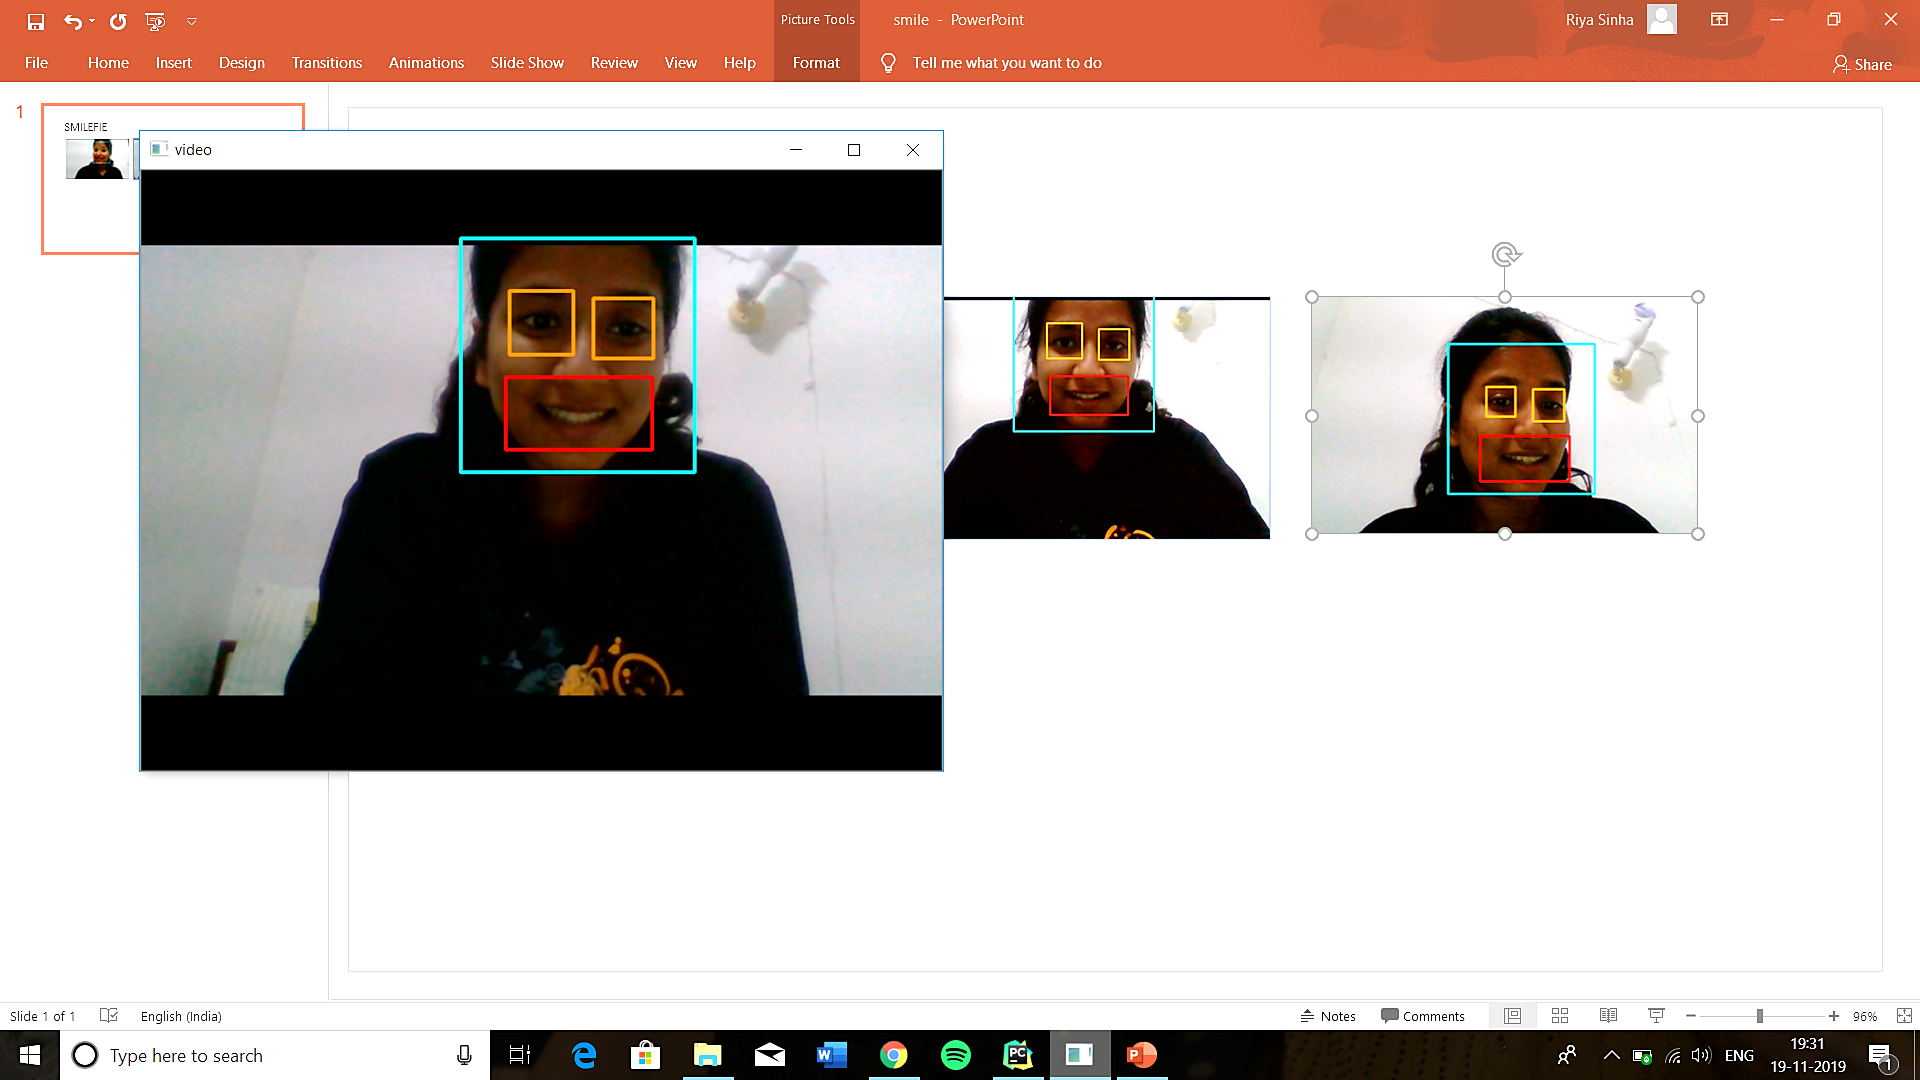 Picture Tools
smile - PowerPoint
Riya Sinha
File Home Insert Design Transitions Animations Slide Show Review View Help Format Tell me what you want to do Share
1
SMILEFIE
video
Slide 1 of 1 English (India) Notes Comments 96%
Type here to search
W
PC
P
ENG
19:31
19-11-2019
1